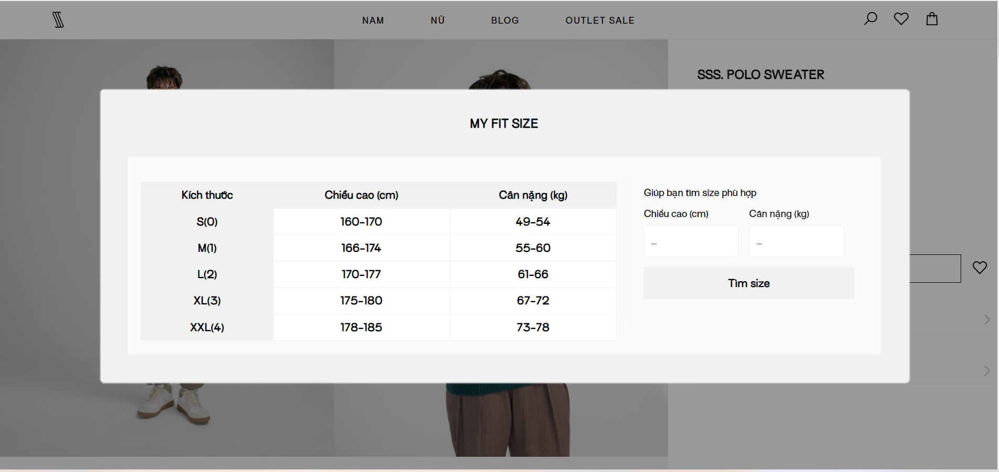 NAM NỮ BLOG OUTLET SALE
SSS. POLO SWEATER
MY FIT SIZE
Kích thước Chiều cao (cm) Cân nặng (kg)
S(0) 160-170 49-54
M(1) 166-174 55-60
L(2) 170-177 61-66
XL(3) 175-180 67-72
XXL(4) 178-185 73-78
Giúp bạn tìm size phù hợp
Chiều cao (cm) Cân nặng (kg)
... ...
Tìm size